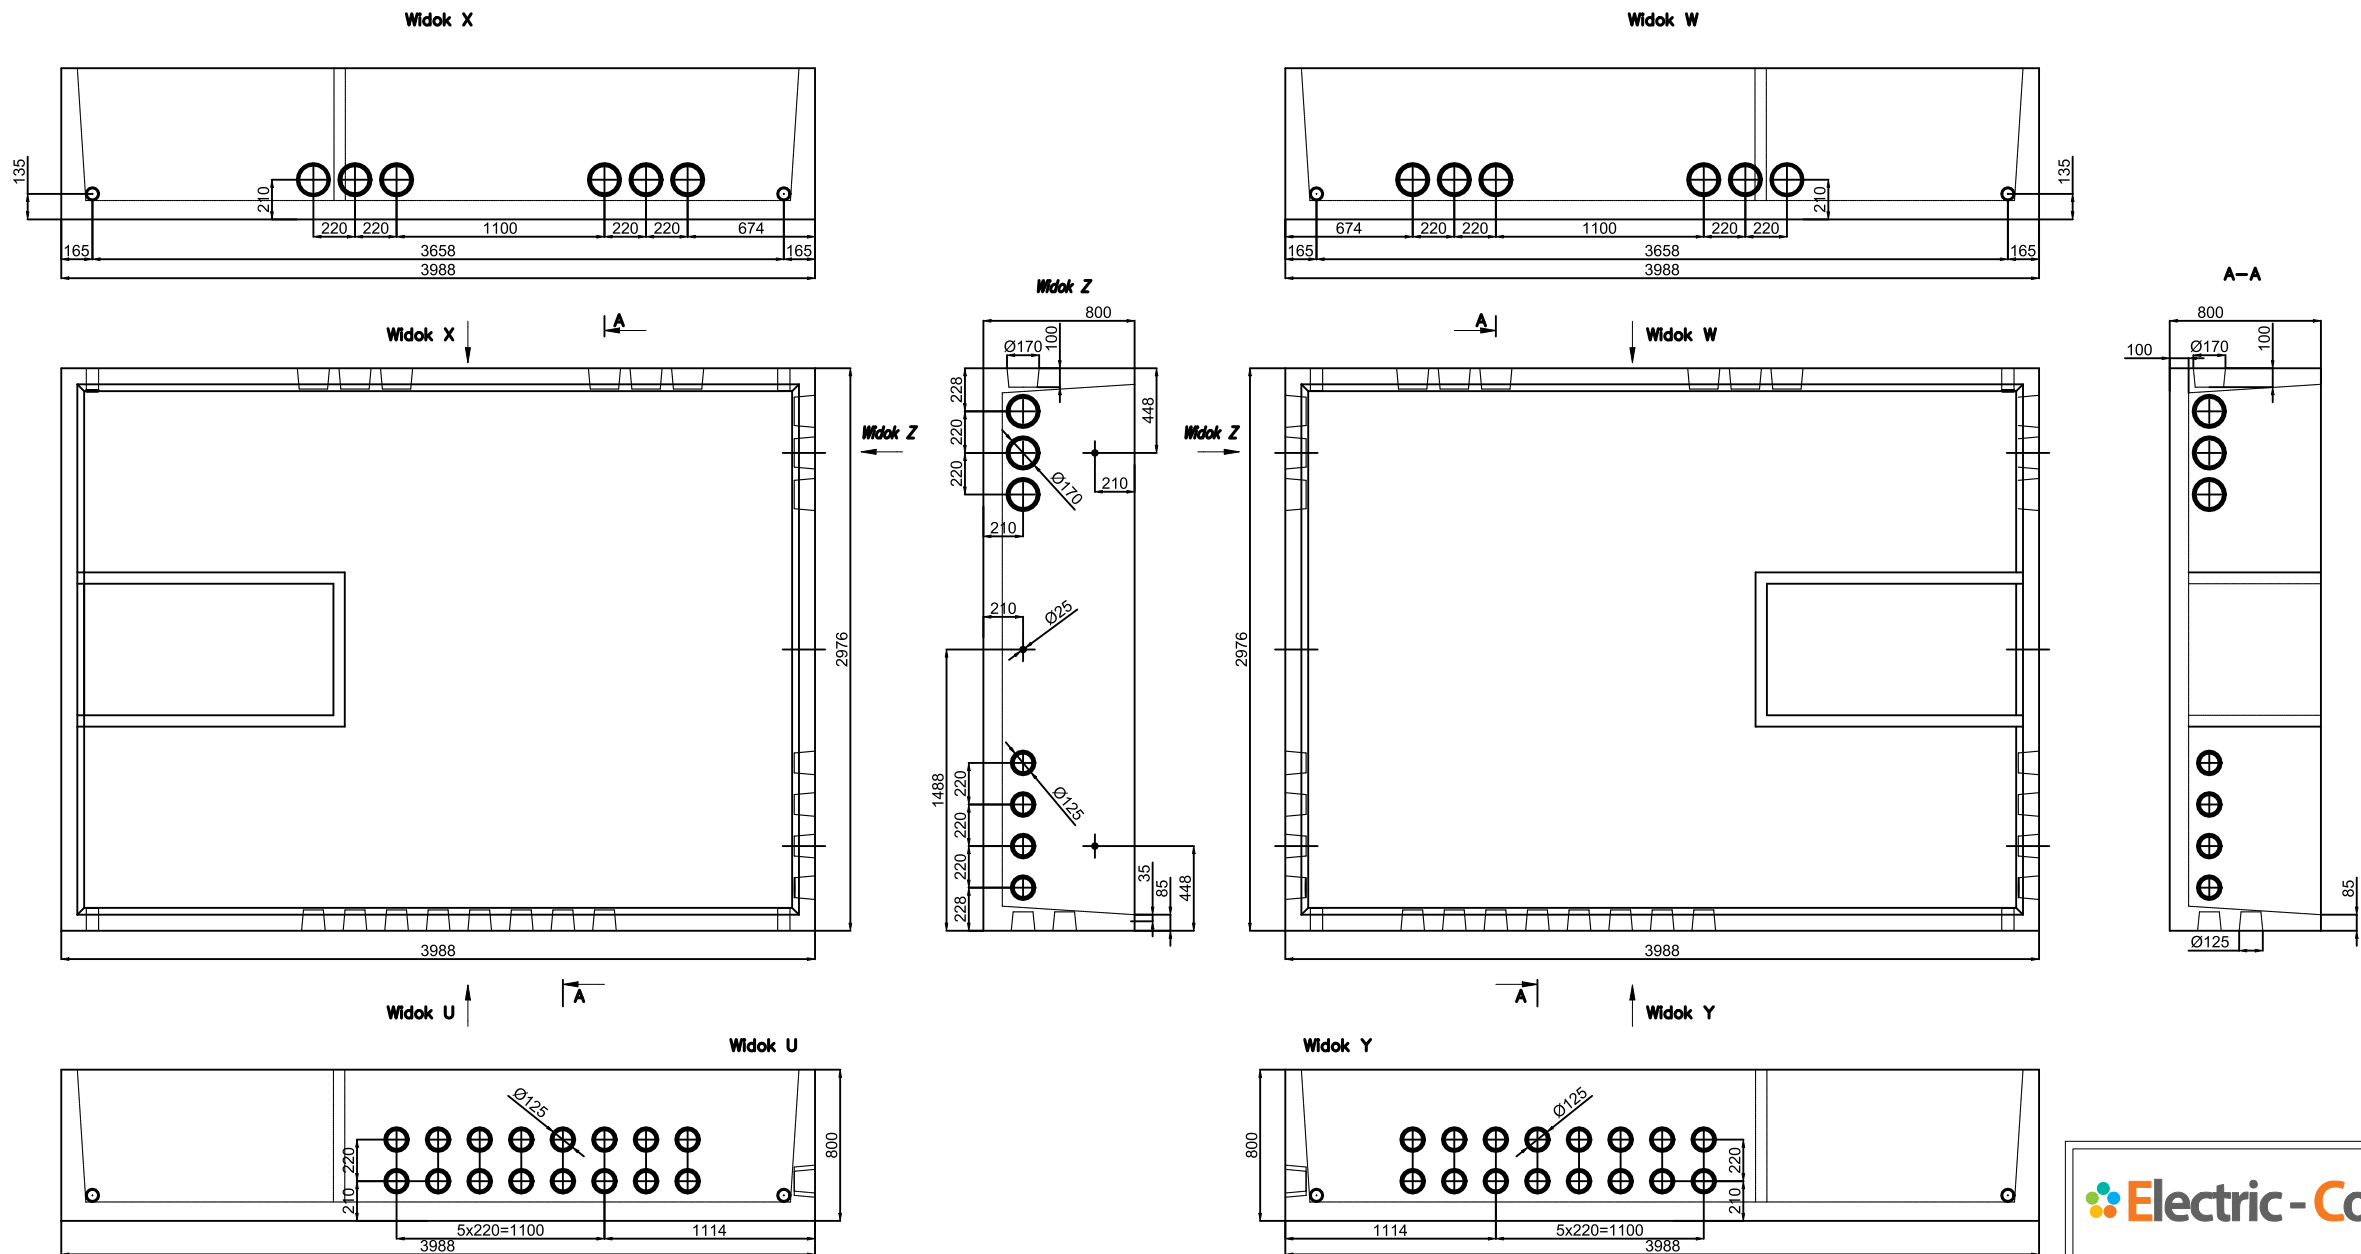 Widok X
Widok W
135
210
220
220
1100
220
220
674
165
3658
165
3988
135
210
674
220
220
1100
220
220
165
3658
165
3988
Widok Z
A-A
800
100
Ø170
228
220
220
448
Ø170
210
210
210
Ø25
1488
220
220
220
228
Ø125
35
85
448
800
100
100
Ø170
85
Ø125
Widok X
A
A
Widok W
Widok Z
Widok Z
2976
2976
3988
3988
A
A
Widok U
Widok Y
Widok U
Widok Y
Ø125
220
210
800
5x220=1100
1114
3988
800
Ø125
220
210
1114
5x220=1100
3988
Electric - Co